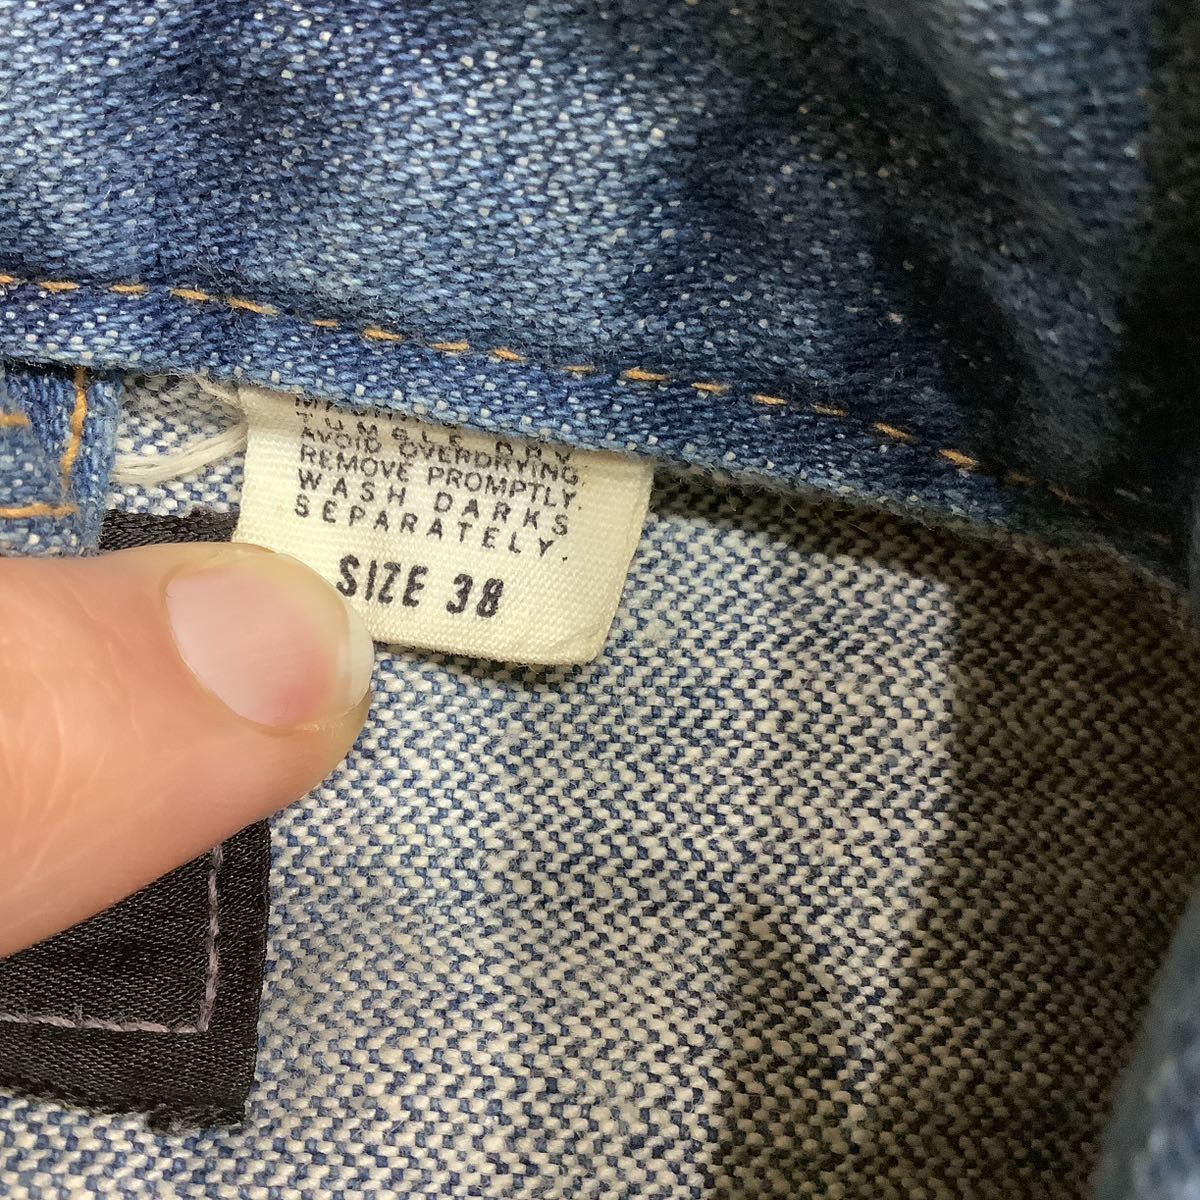 TUMBLE DRY
AVOID OVERDRYING.
REMOVE PROMPTLY.
WASH DARKS
SEPARATELY.
SIZE 38